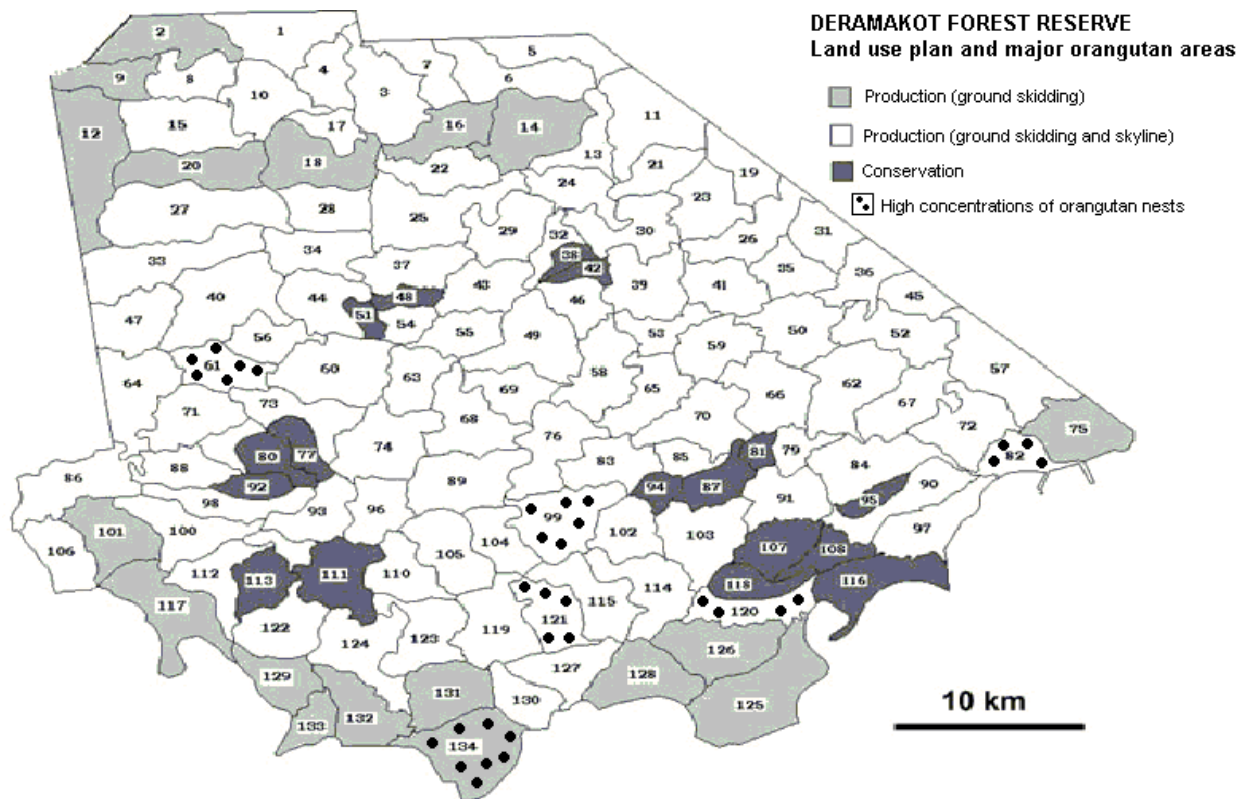 DERAMAKOT FOREST RESERVE
Land use plan and major orangutan areas
Production (ground skidding)
Production (ground skidding and skyline)
Conservation
High concentrations of orangutan nests
2 1
5
4 7
9 8 6
10 3
11
12 15 17 16 14
20 18 22 13 21 19
24 23
27 28 25
29 32 30 26 31
34 38
33 37 42 35 36
40 44 48 43 39 41 45
47 51 54 46
56 55 49 53 50 52
61 60 59
64 63 69 58 65 62 57
71 73 68 66 67
74 70 72 75
80 77 76 81 79 82
86 88 83 85 84
92 89 94 87 90
98 93 96 91 95
101 100 99 102 103 97
106 105 104 107 108
112 113 111 110 118 116
117 121 115 114 120
122 124 123 119
129 127 126
131 130 128 125
133 132
134
10 km